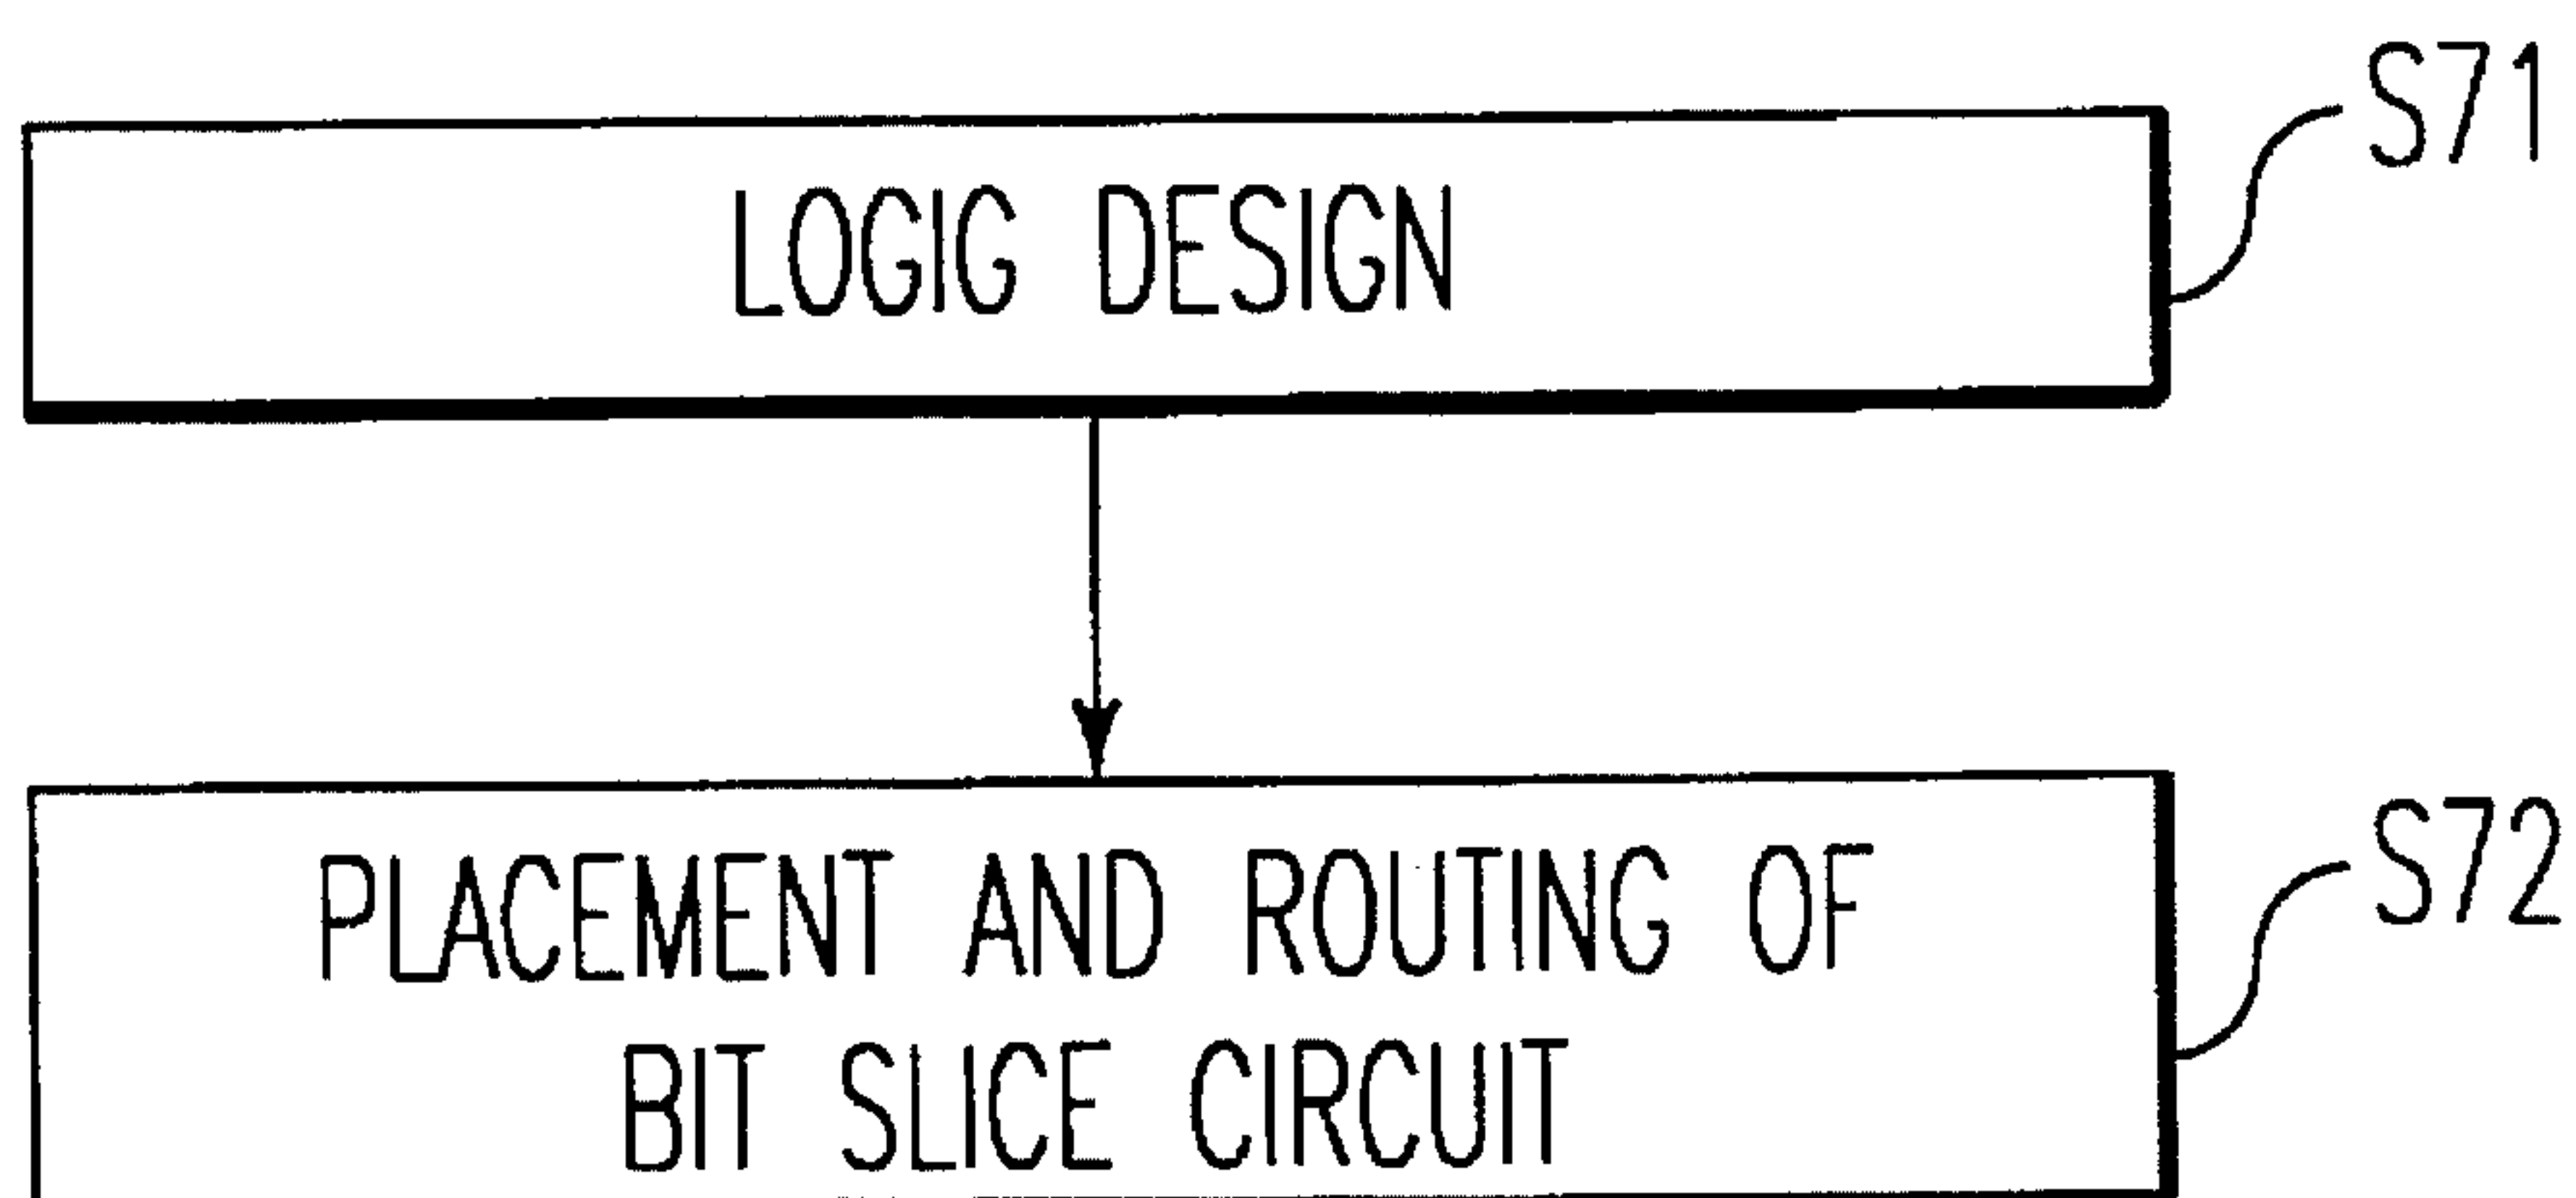 S71
LOGIG DESIGN
S72
PLACEMENT AND ROUTING OF
BIT SLICE CIRCUIT